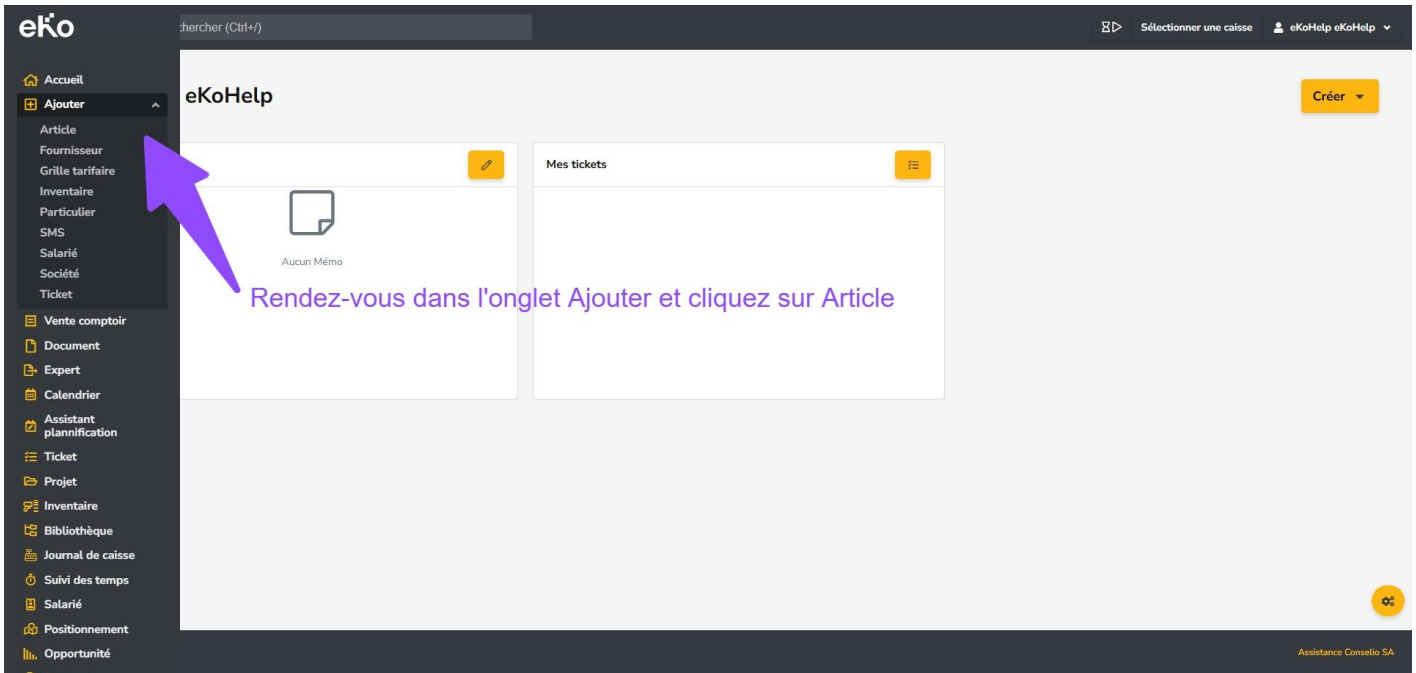 eKo
chercher (Ctrl+/)
Sélectionner une caisse
eKoHelp eKoHelp
Accueil
Ajouter
Article
Fournisseur
Grille tarifaire
Inventaire
Particulier
SMS
Salarié
Société
Ticket
Vente comptoir
Document
Expert
Calendrier
Assistant
plannification
Ticket
Projet
Inventaire
Bibliothèque
Journal de caisse
Suivi des temps
Salarié
Positionnement
Opportunité
eKoHelp
Créer
Mes tickets
Aucun Mémo
Rendez-vous dans l'onglet Ajouter et cliquez sur Article
Assistance Conselio SA